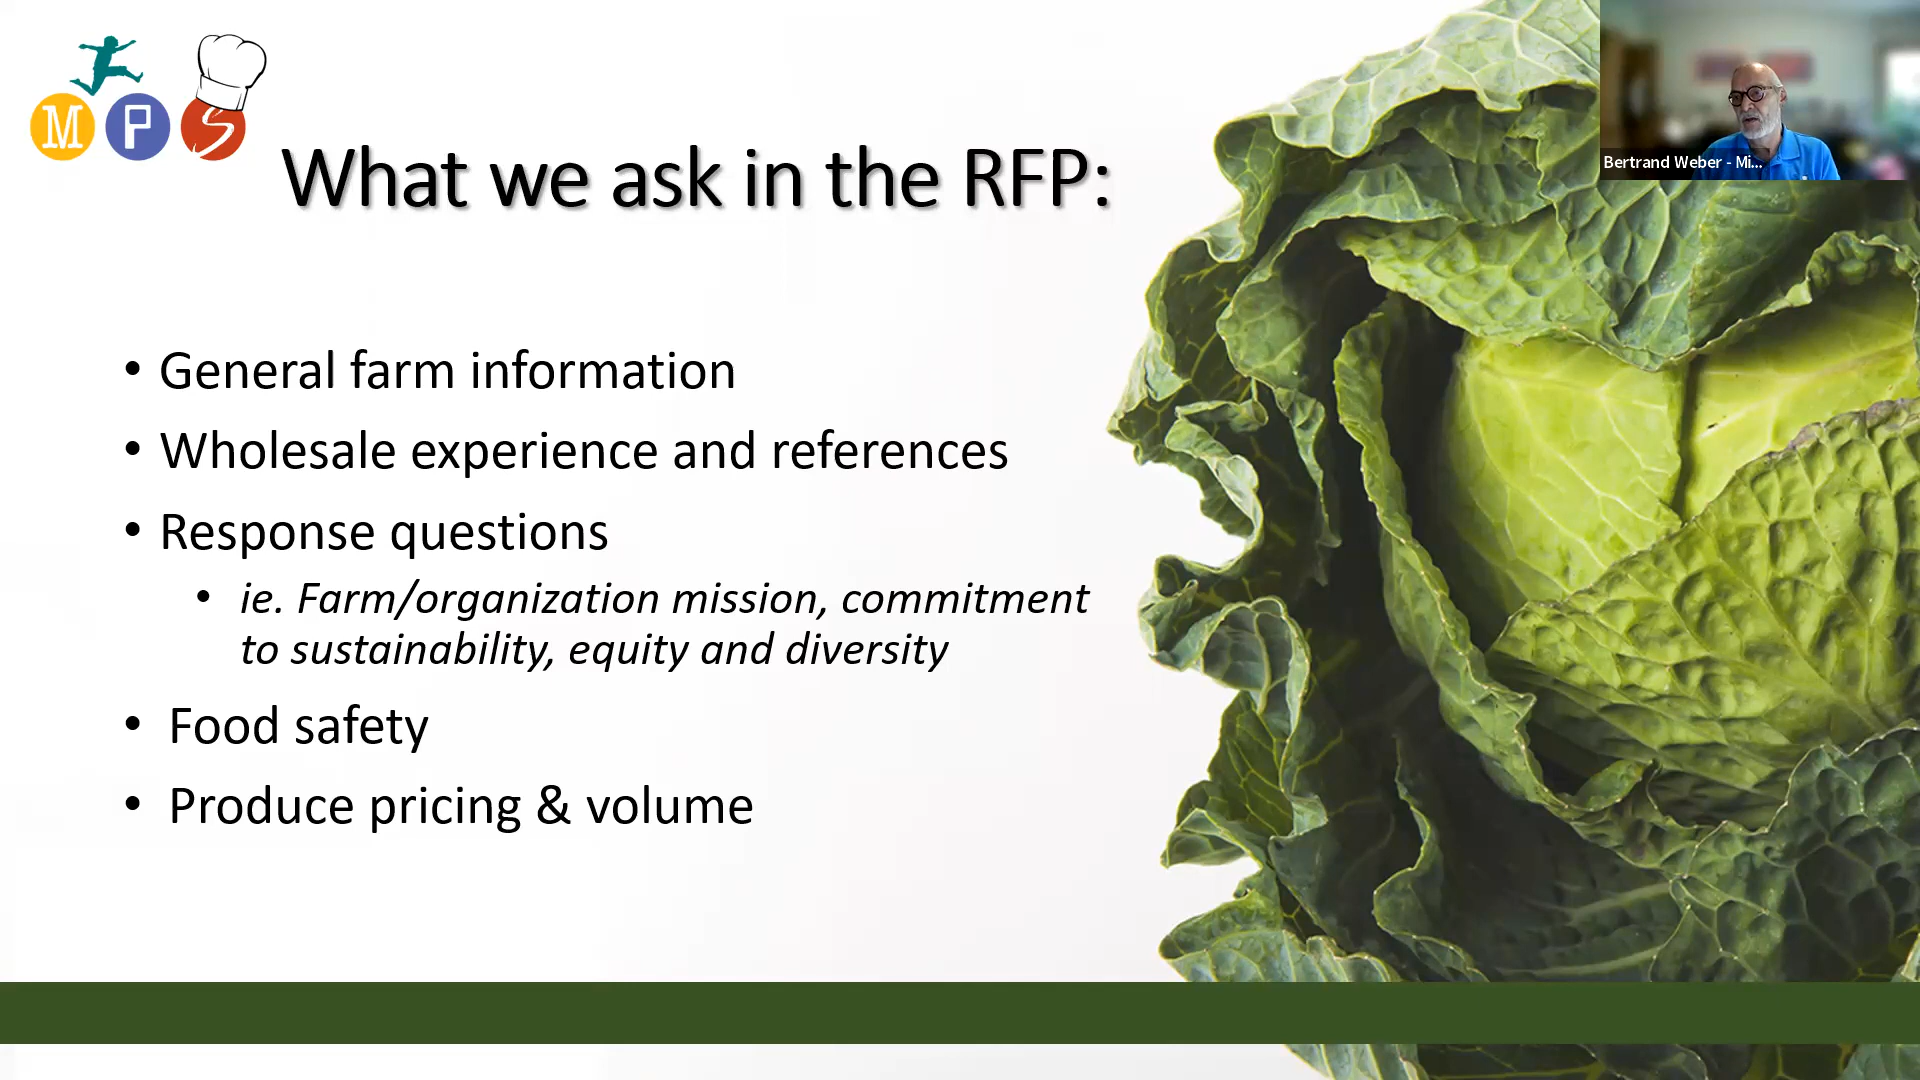 MPS
Bertrand Weber - Mi...
What we ask in the RFP:
• General farm information
• Wholesale experience and references
• Response questions
• ie. Farm/organization mission, commitment
to sustainability, equity and diversity
• Food safety
• Produce pricing & volume